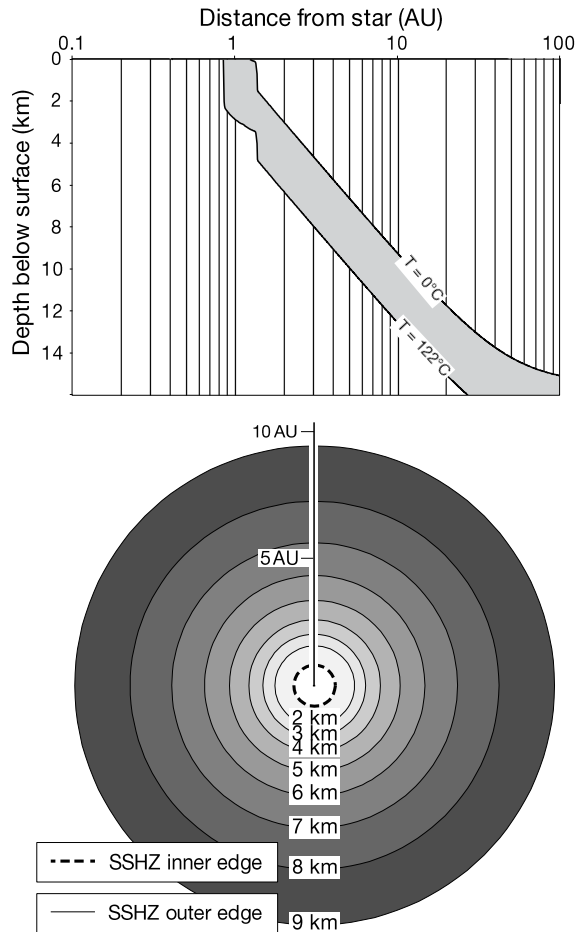 Distance from star (AU)
0.1 1 10 100
Depth below surface (km)
0
2
4
6
8
10
12
14
T = 0°C
T = 122°C
10 AU
5 AU
2 km
3 km
4 km
5 km
6 km
7 km
8 km
9 km
SSHZ inner edge
SSHZ outer edge